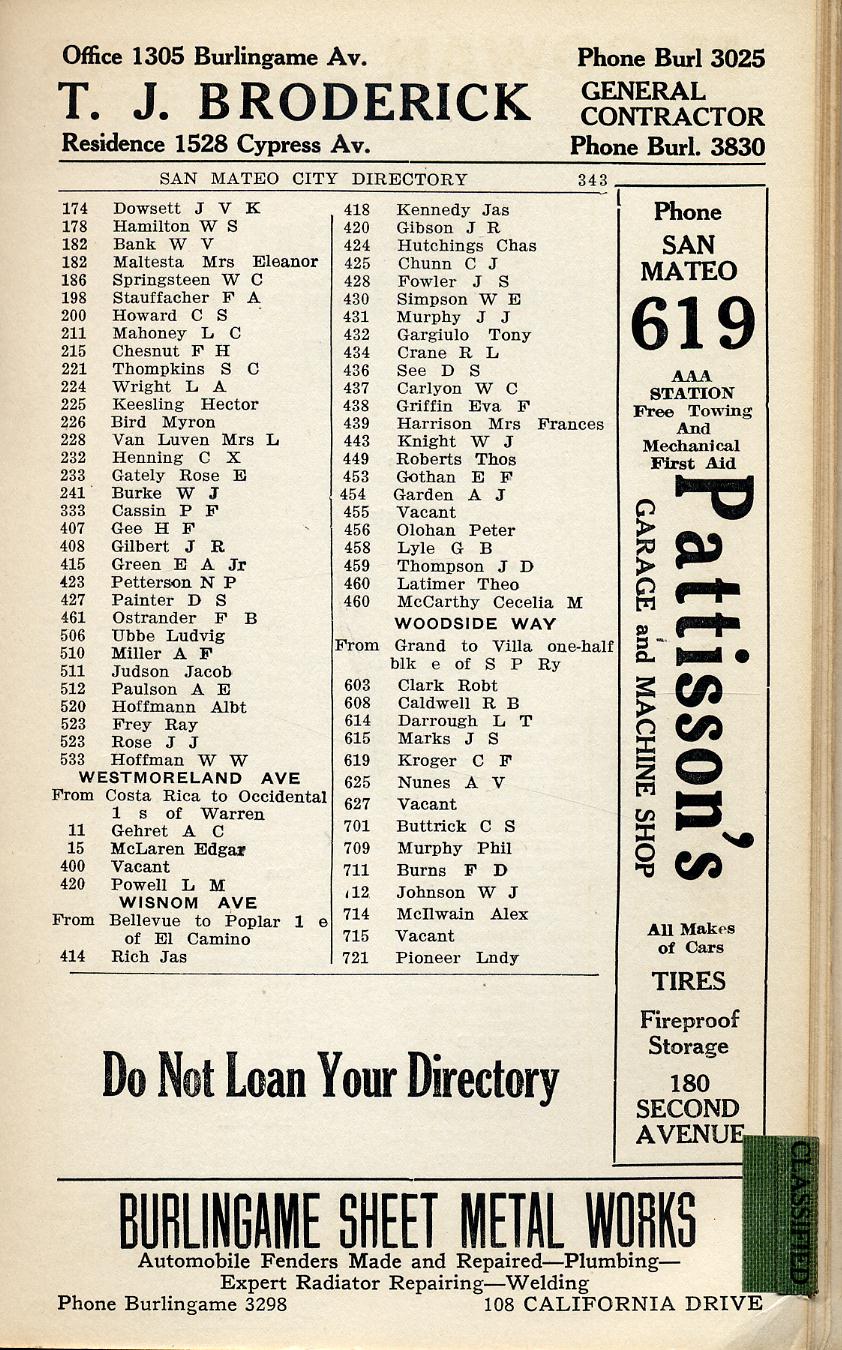 Office 1305 Burlingame Av. Phone Burl 3025
T. J. BRODERICK GENERAL CONTRACTOR
Residence 1528 Cypress Av. Phone Burl. 3830
SAN MATEO CITY DIRECTORY 343
174 Dowsett J V K
178 Hamilton W S
182 Bank W V
182 Maltesta Mrs Eleanor
186 Springsteen W C
198 Stauffacher F A
200 Howard C S
211 Mahoney L C
215 Chesnut F H
221 Thompkins S C
224 Wright L A
225 Keesling Hector
226 Bird Myron
228 Van Luven Mrs L
232 Henning C X
233 Gately Rose E
241 Burke W J
333 Cassin P F
407 Gee H F
408 Gilbert J R
415 Green E A Jr
423 Petterson N P
427 Painter D S
461 Ostrander F B
506 Ubbe Ludvig
510 Miller A F
511 Judson Jacob
512 Paulson A E
520 Hoffmann Albt
523 Frey Ray
523 Rose J J
533 Hoffman W W
WESTMORELAND AVE
From Costa Rica to Occidental
1 s of Warren
11 Gehret A C
15 McLaren Edgar
400 Vacant
420 Powell L M
WISNOM AVE
From Bellevue to Poplar 1 e
of El Camino
414 Rich Jas
418 Kennedy Jas
420 Gibson J R
424 Hutchings Chas
425 Chunn C J
428 Fowler J S
430 Simpson W E
431 Murphy J J
432 Gargiulo Tony
434 Crane R L
436 See D S
437 Carlyon W C
438 Griffin Eva F
439 Harrison Mrs Frances
443 Knight W J
449 Roberts Thos
453 Gothan E F
454 Garden A J
455 Vacant
456 Olohan Peter
458 Lyle G B
459 Thompson J D
460 Latimer Theo
460 McCarthy Cecelia M
WOODSIDE WAY
From Grand to Villa one-half
blk e of S P Ry
603 Clark Robt
608 Caldwell R B
614 Darrough L T
615 Marks J S
619 Kroger C F
625 Nunes A V
627 Vacant
701 Buttrick C S
709 Murphy Phil
711 Burns F D
12 Johnson W J
714 McIlwain Alex
715 Vacant
721 Pioneer Lndy
Phone
SAN
MATEO
619
AAA
STATION
Free Towing
And
Mechanical
First Aid
Pattisson's
GARAGE and MACHINE SHOP
All Makes
of Cars
TIRES
Fireproof
Storage
180
SECOND
AVENUE
Do Not Loan Your Directory
CLASSIFIED
BURLINGAME SHEET METAL WORKS
Automobile Fenders Made and Repaired—Plumbing—
Expert Radiator Repairing—Welding
Phone Burlingame 3298 108 CALIFORNIA DRIVE